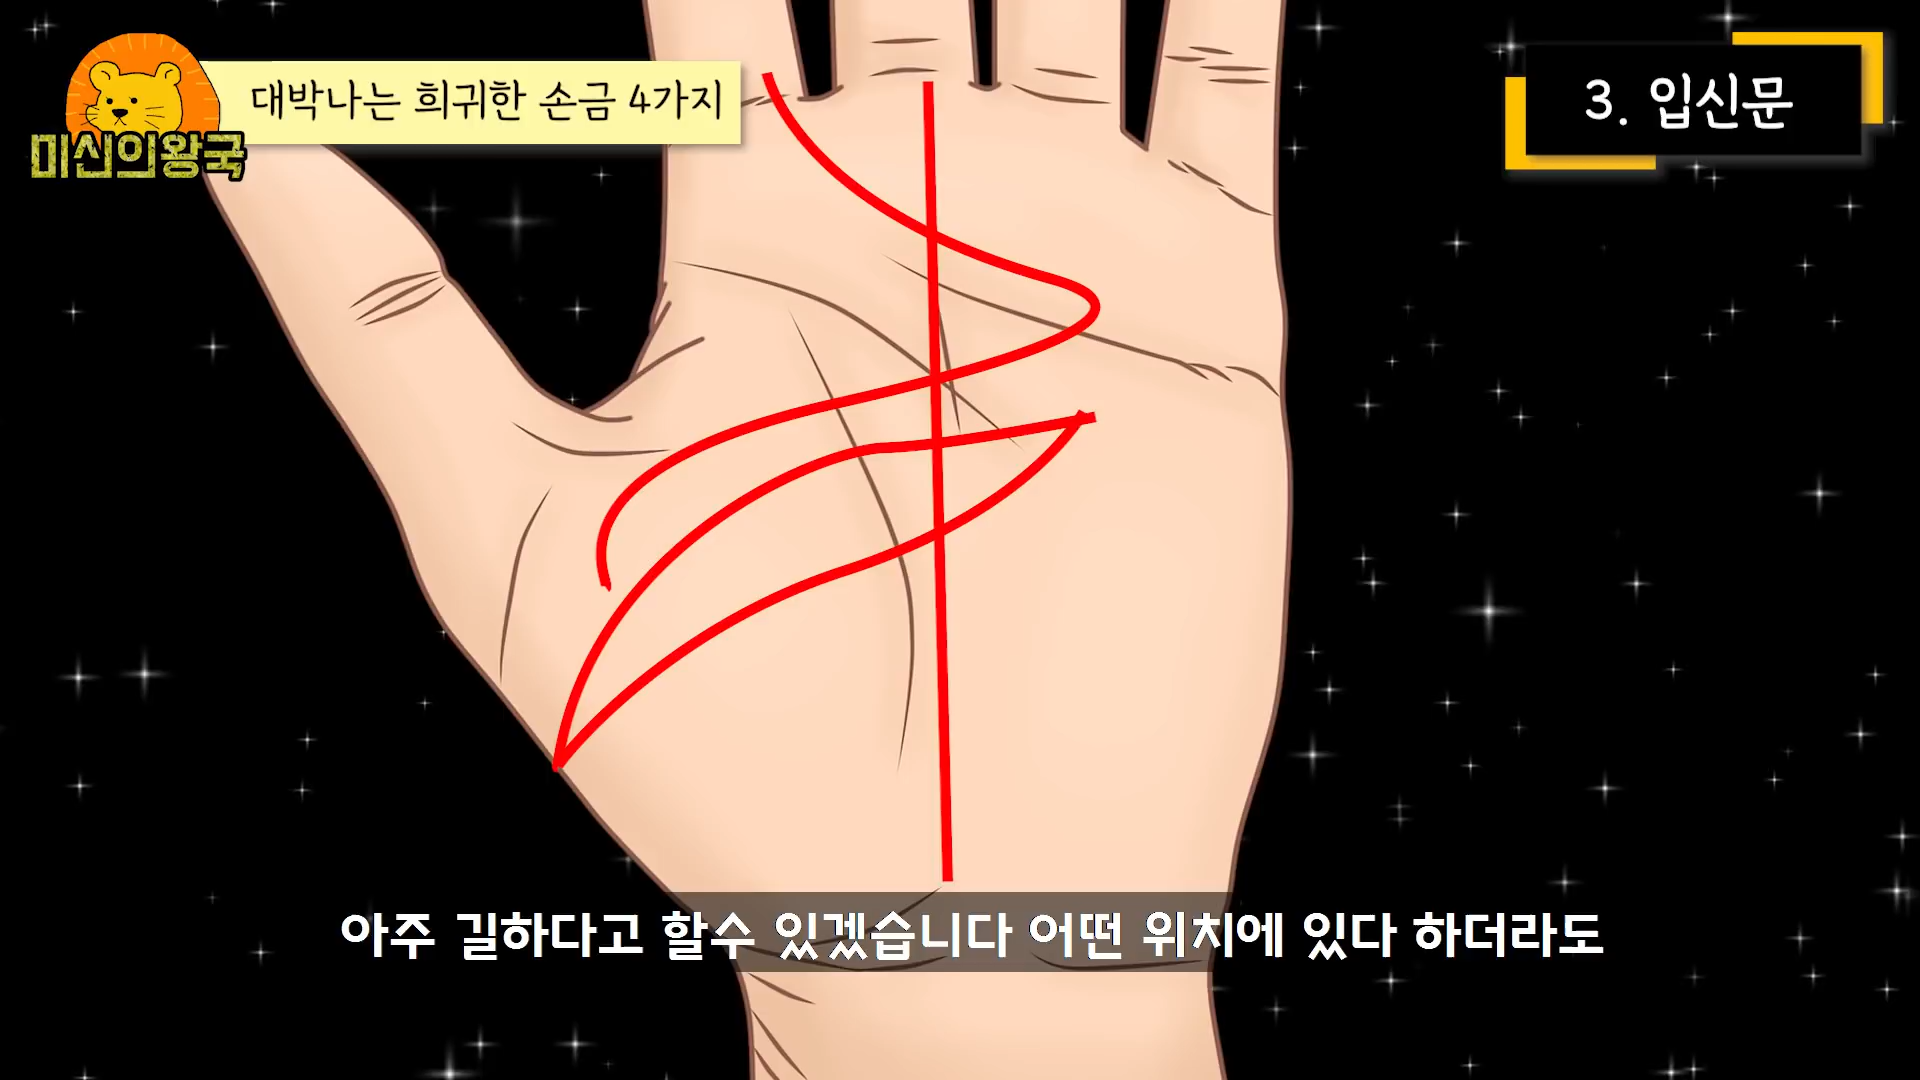 대박나는 희귀한 손금 4가지
미신의왕국
3. 입신문
아주 길하다고 할수 있겠습니다 어떤 위치에 있다 하더라도